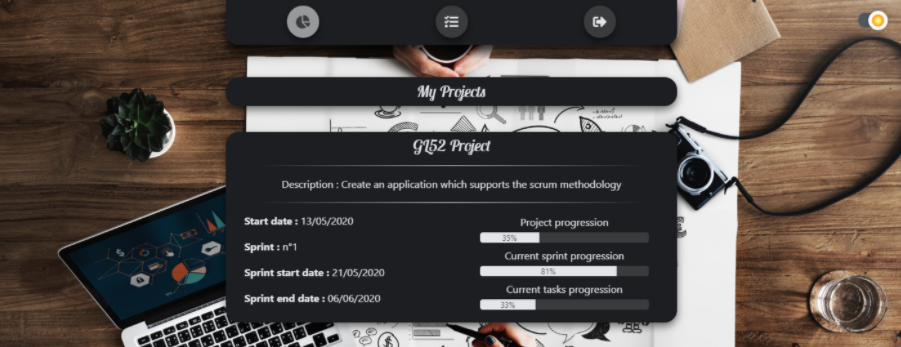 My Projects
GL52 Project
Description : Create an application which supports the scrum methodology
Start date : 13/05/2020
Sprint : n°1
Sprint start date : 21/05/2020
Sprint end date : 06/06/2020
Project progression
35%
Current sprint progression
81%
Current tasks progression
33%